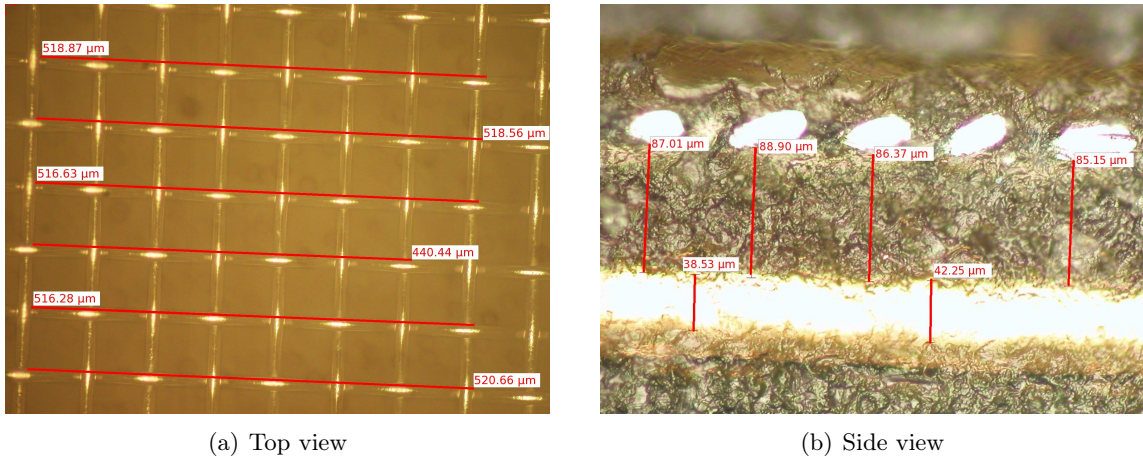 518.87 μm
518.56 μm
516.63 μm
440.44 μm
516.28 μm
520.66 μm
87.01 μm
88.90 μm
86.37 μm
85.15 μm
38.53 μm
42.25 μm
(a) Top view
(b) Side view